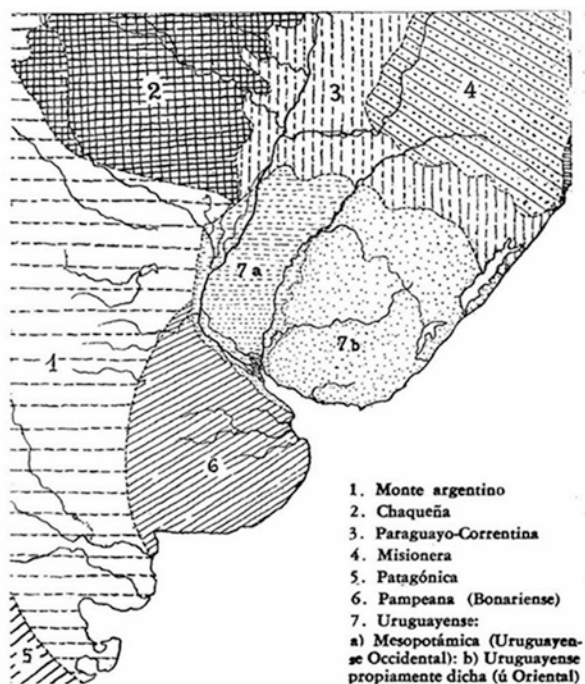 2
3
4
7a
7b
1
6
5
1. Monte argentino
2. Chaqueña
3. Paraguayo-Correntina
4. Misionera
5. Patagónica
6. Pampeana (Bonariense)
7. Uruguayense:
a) Mesopotámica (Uruguayen-
se Occidental): b) Uruguayense
propiamente dicha (ú Oriental)